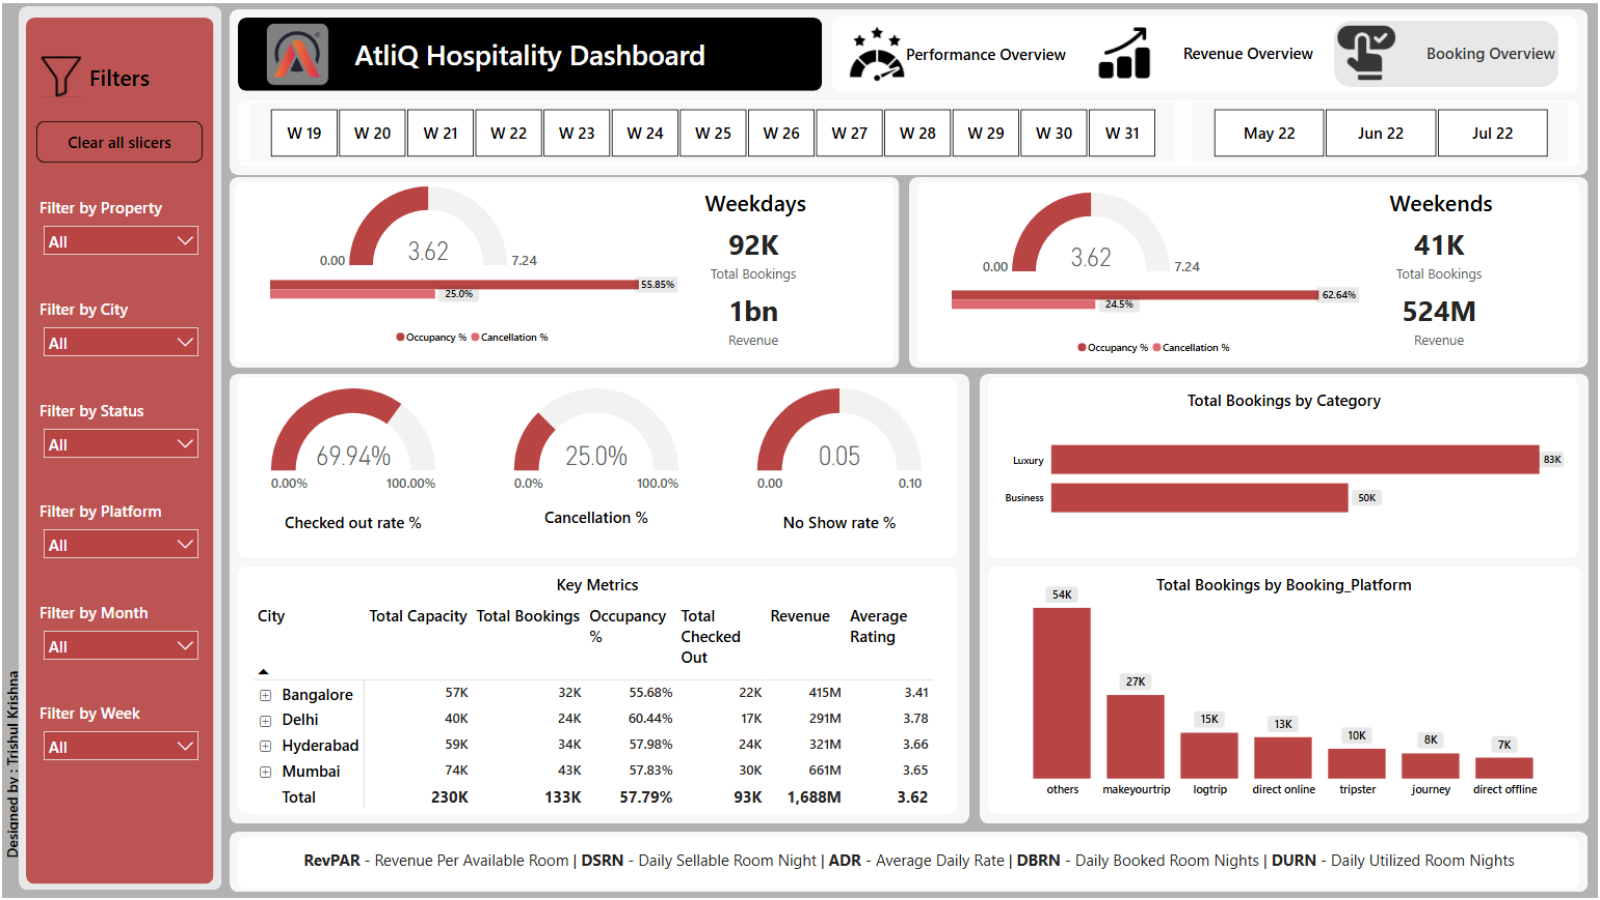 Filters
Clear all slicers
Filter by Property
All
Filter by City
All
Filter by Status
All
Filter by Platform
All
Filter by Month
All
Filter by Week
All
Designed by : Trishul Krishna
AtliQ Hospitality Dashboard
Performance Overview
Revenue Overview
Booking Overview
W 19 W 20 W 21 W 22 W 23 W 24 W 25 W 26 W 27 W 28 W 29 W 30 W 31
May 22 Jun 22 Jul 22
3.62
0.00 7.24
55.85%
25.0%
Occupancy % Cancellation %
Weekdays
92K
Total Bookings
1bn
Revenue
3.62
0.00 7.24
62.64%
24.5%
Occupancy % Cancellation %
Weekends
41K
Total Bookings
524M
Revenue
69.94%
0.00% 100.00%
Checked out rate %
25.0%
0.0% 100.0%
Cancellation %
0.05
0.00 0.10
No Show rate %
Total Bookings by Category
Luxury 83K
Business 50K
Key Metrics
City Total Capacity Total Bookings Occupancy % Total Checked Out Revenue Average Rating
Bangalore 57K 32K 55.68% 22K 415M 3.41
Delhi 40K 24K 60.44% 17K 291M 3.78
Hyderabad 59K 34K 57.98% 24K 321M 3.66
Mumbai 74K 43K 57.83% 30K 661M 3.65
Total 230K 133K 57.79% 93K 1,688M 3.62
Total Bookings by Booking_Platform
54K 27K 15K 13K 10K 8K 7K
others makeyourtrip logtrip direct online tripster journey direct offline
RevPAR - Revenue Per Available Room | DSRN - Daily Sellable Room Night | ADR - Average Daily Rate | DBRN - Daily Booked Room Nights | DURN - Daily Utilized Room Nights